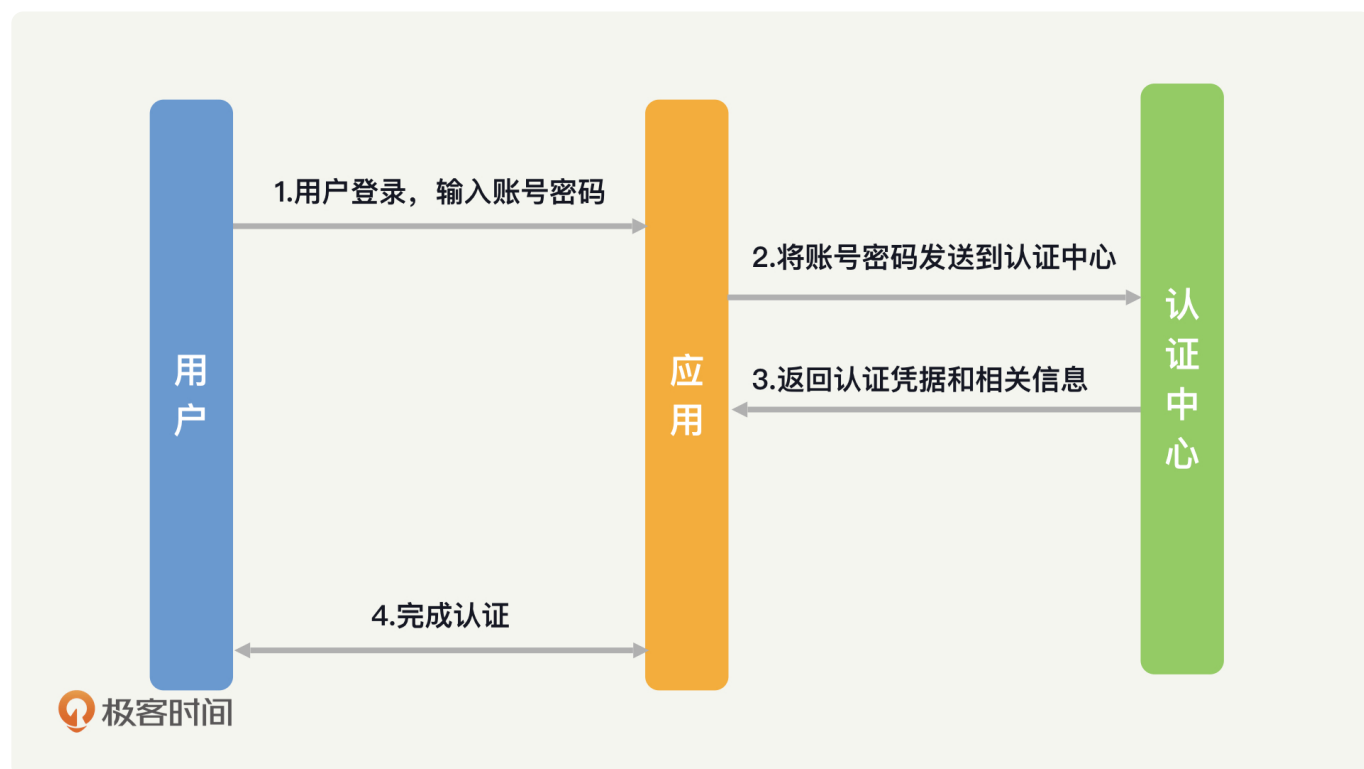 1.用户登录，输入账号密码
2.将账号密码发送到认证中心
用户
应用
认证中心
3.返回认证凭据和相关信息
4.完成认证
极客时间